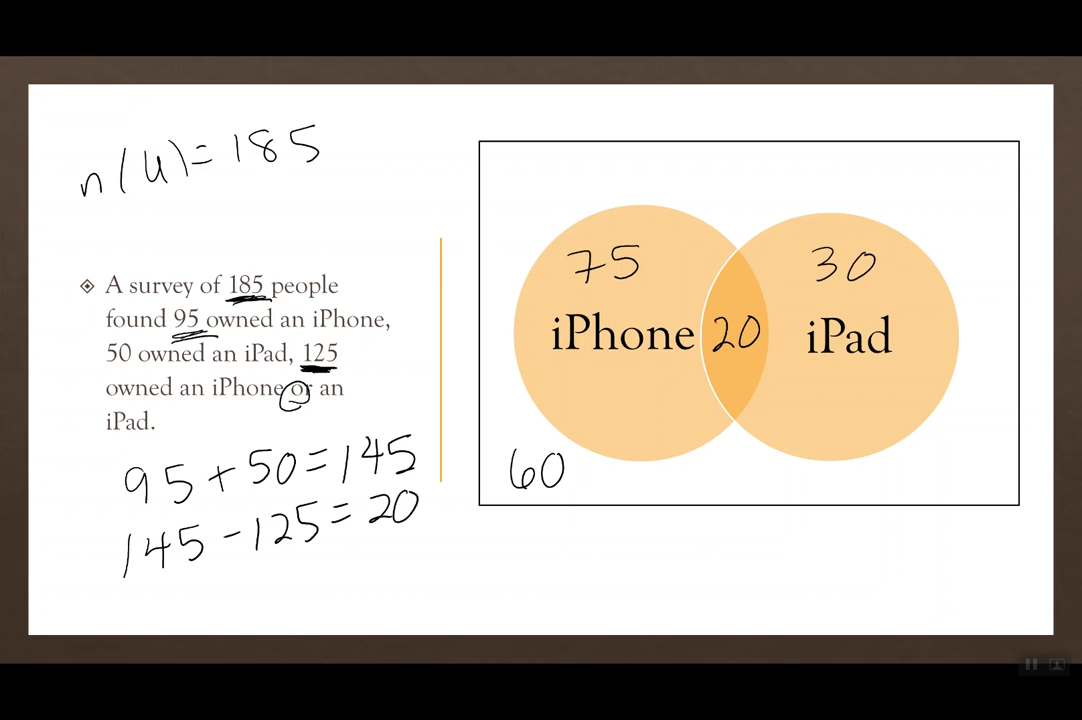 n(U)=185
A survey of 185 people
found 95 owned an iPhone,
50 owned an iPad, 125
owned an iPhone or an
iPad.
95+50=145
145-125=20
75
30
iPhone
20
iPad
60